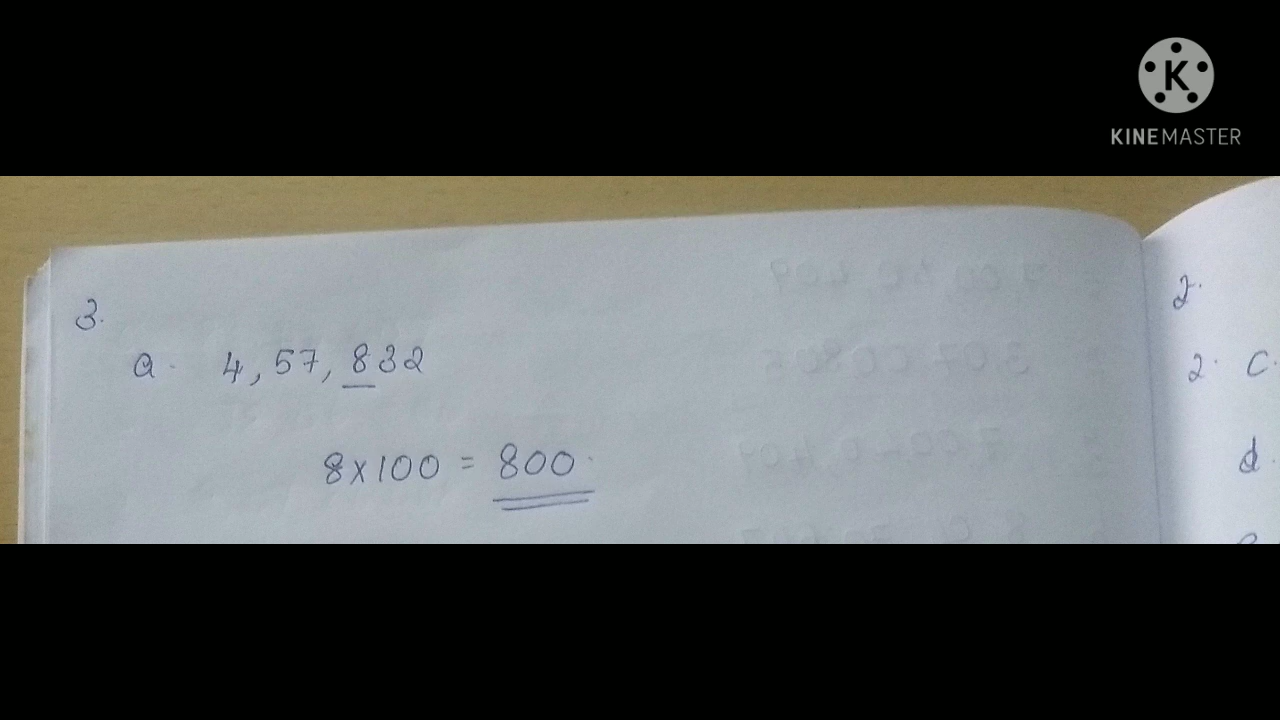 KINEMASTER
3.
a. 4,57,832
8x100 = 800
2.
2. c.
d.